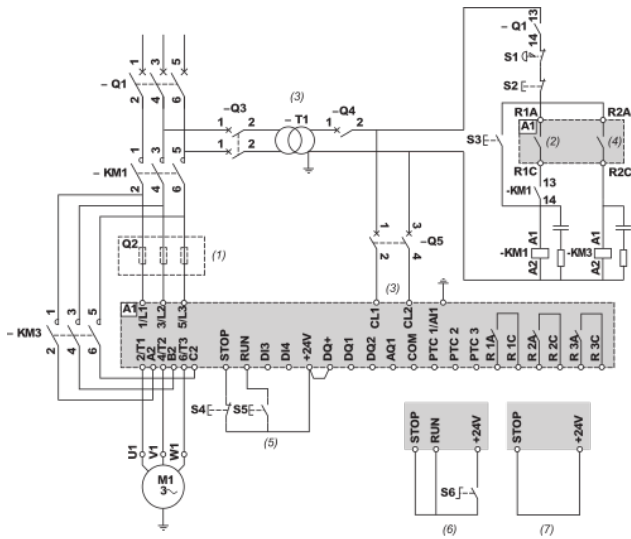 1 3 5
– Q1
2 4 6
–Q3
1 2
(3)
– T1
–Q4
1 2
13
- Q1
14
S1
S2
R1A R2A
S3
A1
(2) (4)
R1C R2C
13
-KM1
14
A1 A1
-KM1 -KM3
A2 A2
1 3 5
– KM1
2 4 6
Q2
(1)
1 3
–Q5
2 4
(3)
1 3 5
– KM3
2 4 6
A1
1/L1 3/L2 5/L3 CL1 CL2 PTC 1/AI1
2/T1 A2 4/T2 B2 6/T3 C2 STOP RUN DI3 DI4 +24V DQ+ DQ1 DQ2 AQ1 COM PTC 2 PTC 3 R 1A R 1C R 2A R 2C R 3A R 3C
S4 S5
(5)
U1 V1 W1
M1
3
STOP RUN +24V
S6
(6)
STOP +24V
(7)